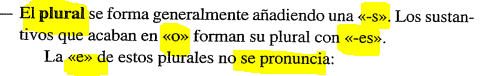 — El plural se forma generalmente añadiendo una «-s». Los sustan-
tivos que acaban en «o» forman su plural con «-es».
La «e» de estos plurales no se pronuncia: